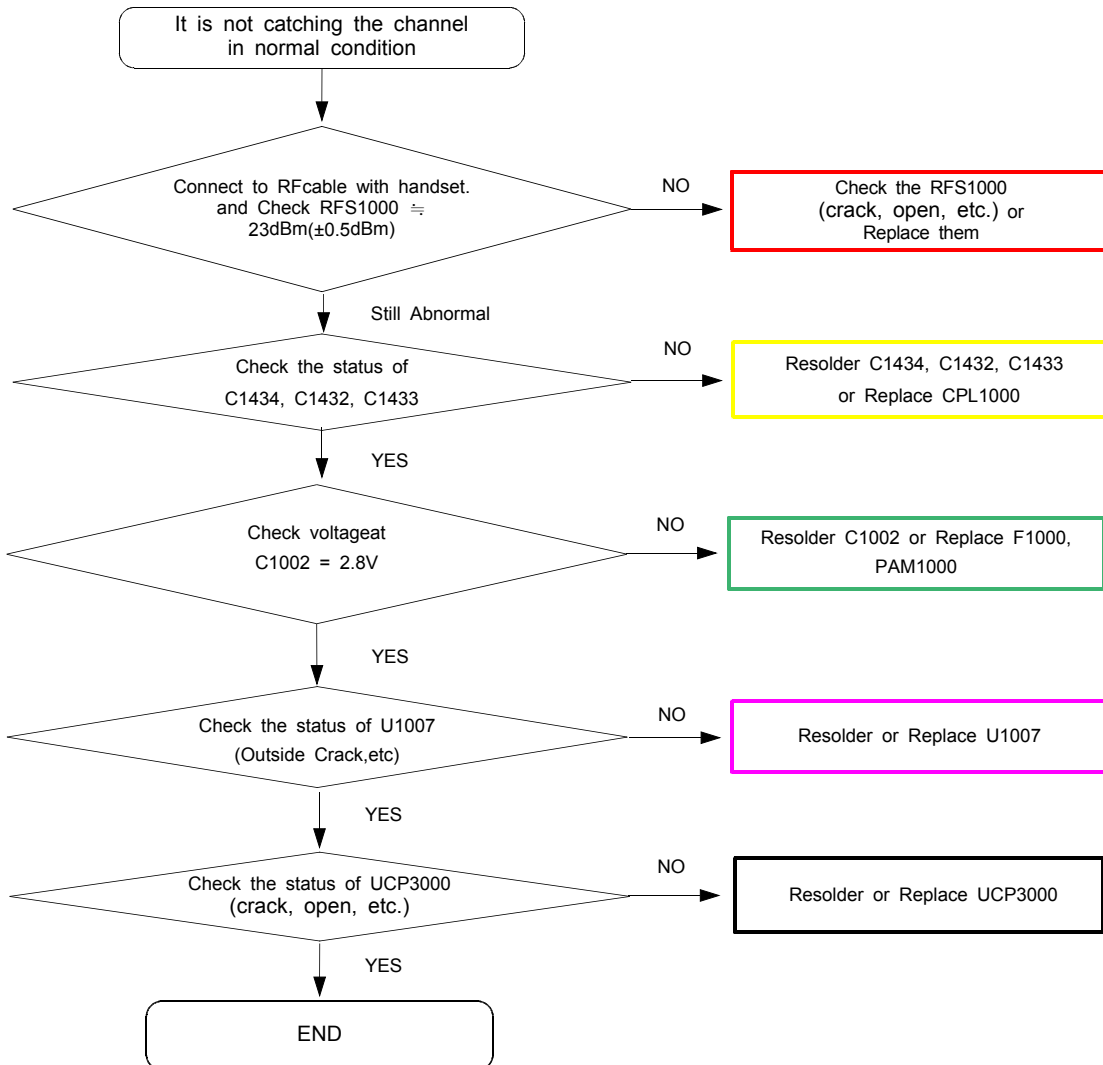 It is not catching the channel
in normal condition
Connect to RFcable with handset.
and Check RFS1000 ≒
23dBm(±0.5dBm)
NO
Check the RFS1000
(crack, open, etc.) or
Replace them
Still Abnormal
Check the status of
C1434, C1432, C1433
NO
Resolder C1434, C1432, C1433
or Replace CPL1000
YES
Check voltageat
C1002 = 2.8V
NO
Resolder C1002 or Replace F1000,
PAM1000
YES
Check the status of U1007
(Outside Crack,etc)
NO
Resolder or Replace U1007
YES
Check the status of UCP3000
(crack, open, etc.)
NO
Resolder or Replace UCP3000
YES
END